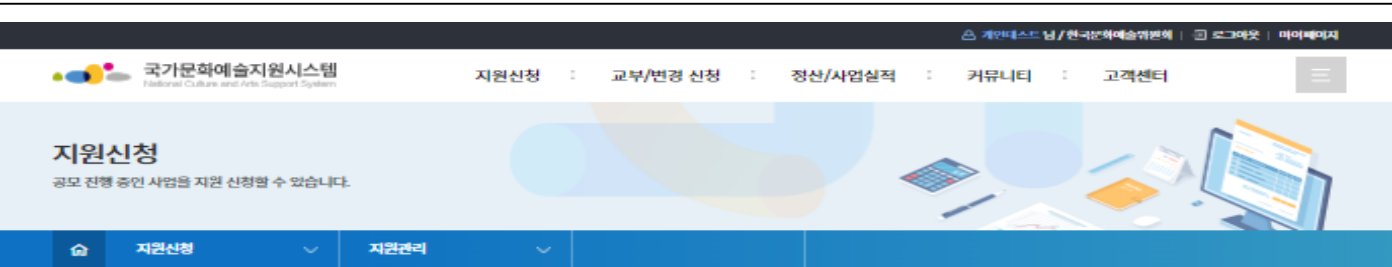 개인테스트 님 / 한국문화예술위원회 | 로그아웃 | 마이페이지
국가문화예술지원시스템
National Culture and Arts Support System
지원신청 : 교부/변경 신청 : 정산/사업실적 : 커뮤니티 : 고객센터
지원신청
공모 진행 중인 사업을 지원 신청할 수 있습니다.
지원신청 지원관리